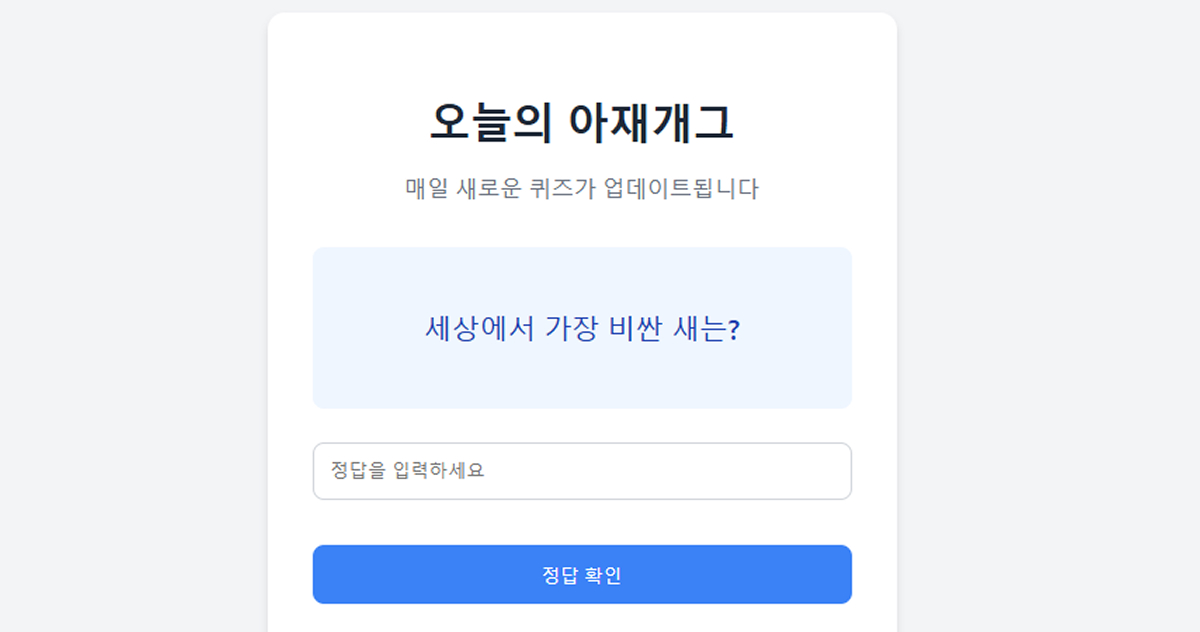 오늘의 아재개그
매일 새로운 퀴즈가 업데이트됩니다
세상에서 가장 비싼 새는?
정답을 입력하세요
정답 확인